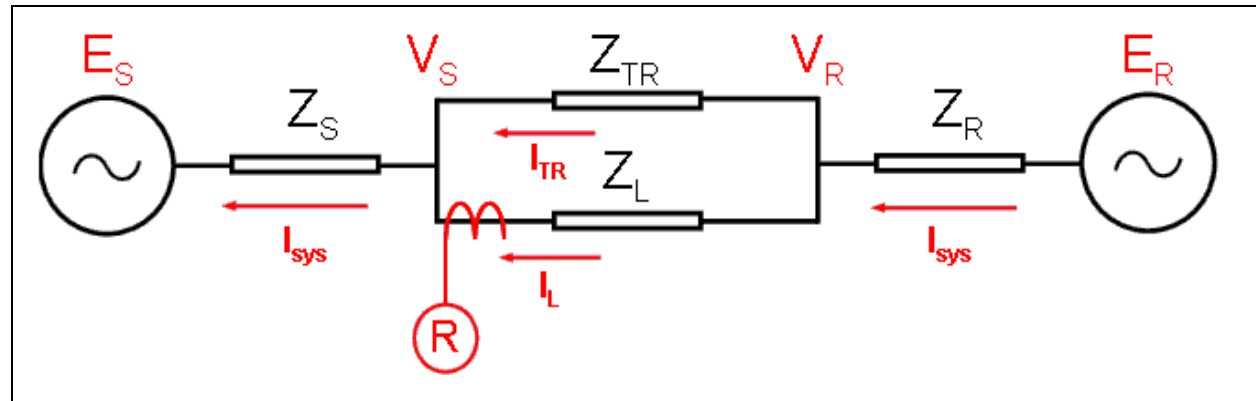 E_S V_S Z_TR V_R E_R
Z_S Z_R
I_TR
Z_L
I_sys I_L I_sys
R